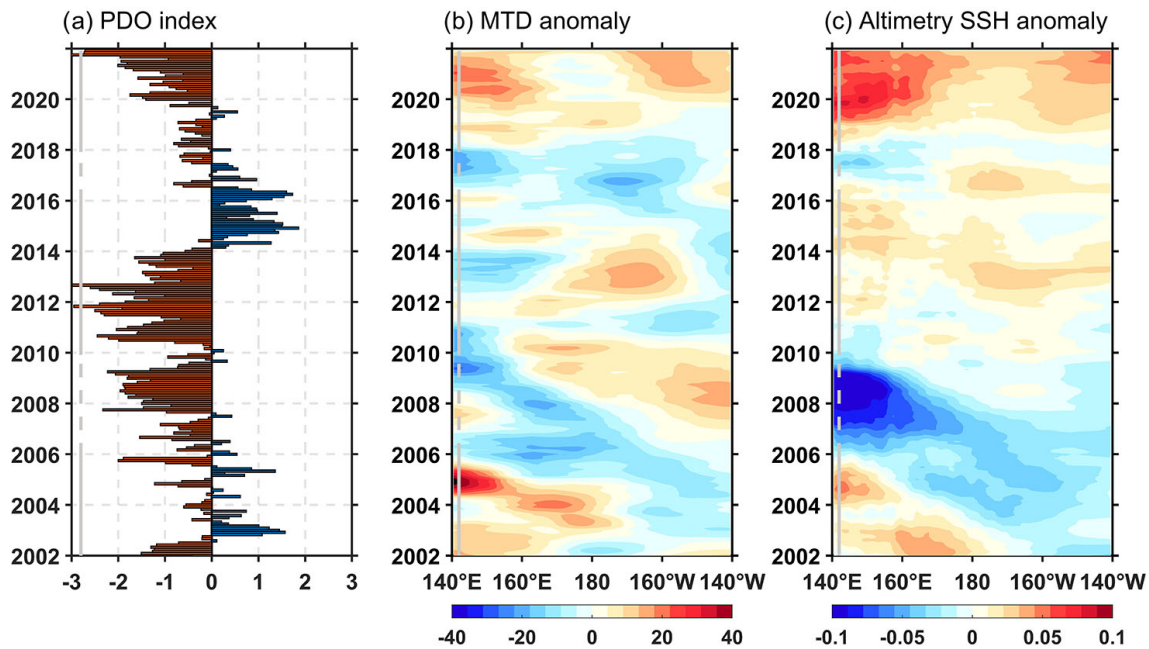 (a) PDO index
(b) MTD anomaly
(c) Altimetry SSH anomaly
2020 2020 2020
2018 2018 2018
2016 2016 2016
2014 2014 2014
2012 2012 2012
2010 2010 2010
2008 2008 2008
2006 2006 2006
2004 2004 2004
2002 2002 2002
-3 -2 -1 0 1 2 3
140°E 160°E 180° 160°W 140°W
140°E 160°E 180° 160°W 140°W
-40 -20 0 20 40
-0.1 -0.05 0 0.05 0.1